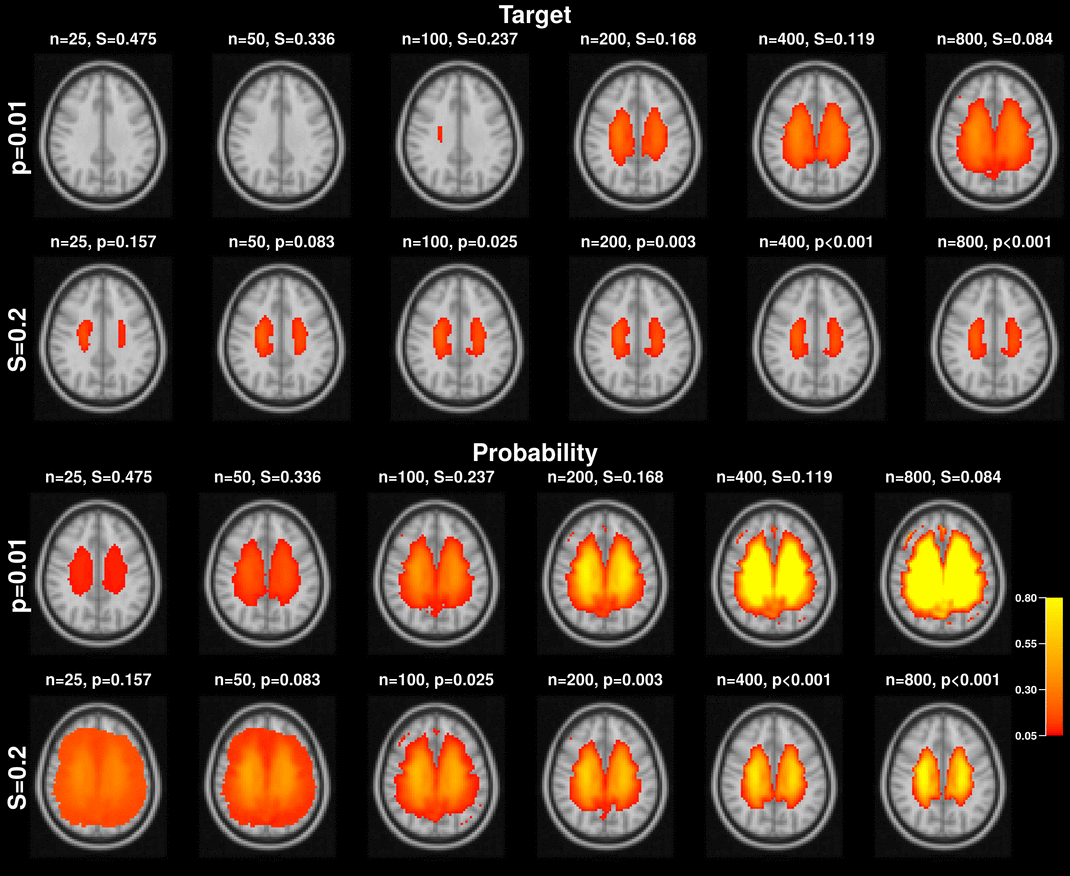 Target
n=25, S=0.475 n=50, S=0.336 n=100, S=0.237 n=200, S=0.168 n=400, S=0.119 n=800, S=0.084
p=0.01
n=25, p=0.157 n=50, p=0.083 n=100, p=0.025 n=200, p=0.003 n=400, p<0.001 n=800, p<0.001
S=0.2
Probability
n=25, S=0.475 n=50, S=0.336 n=100, S=0.237 n=200, S=0.168 n=400, S=0.119 n=800, S=0.084
p=0.01
0.80
0.55
0.30
0.05
n=25, p=0.157 n=50, p=0.083 n=100, p=0.025 n=200, p=0.003 n=400, p<0.001 n=800, p<0.001
S=0.2